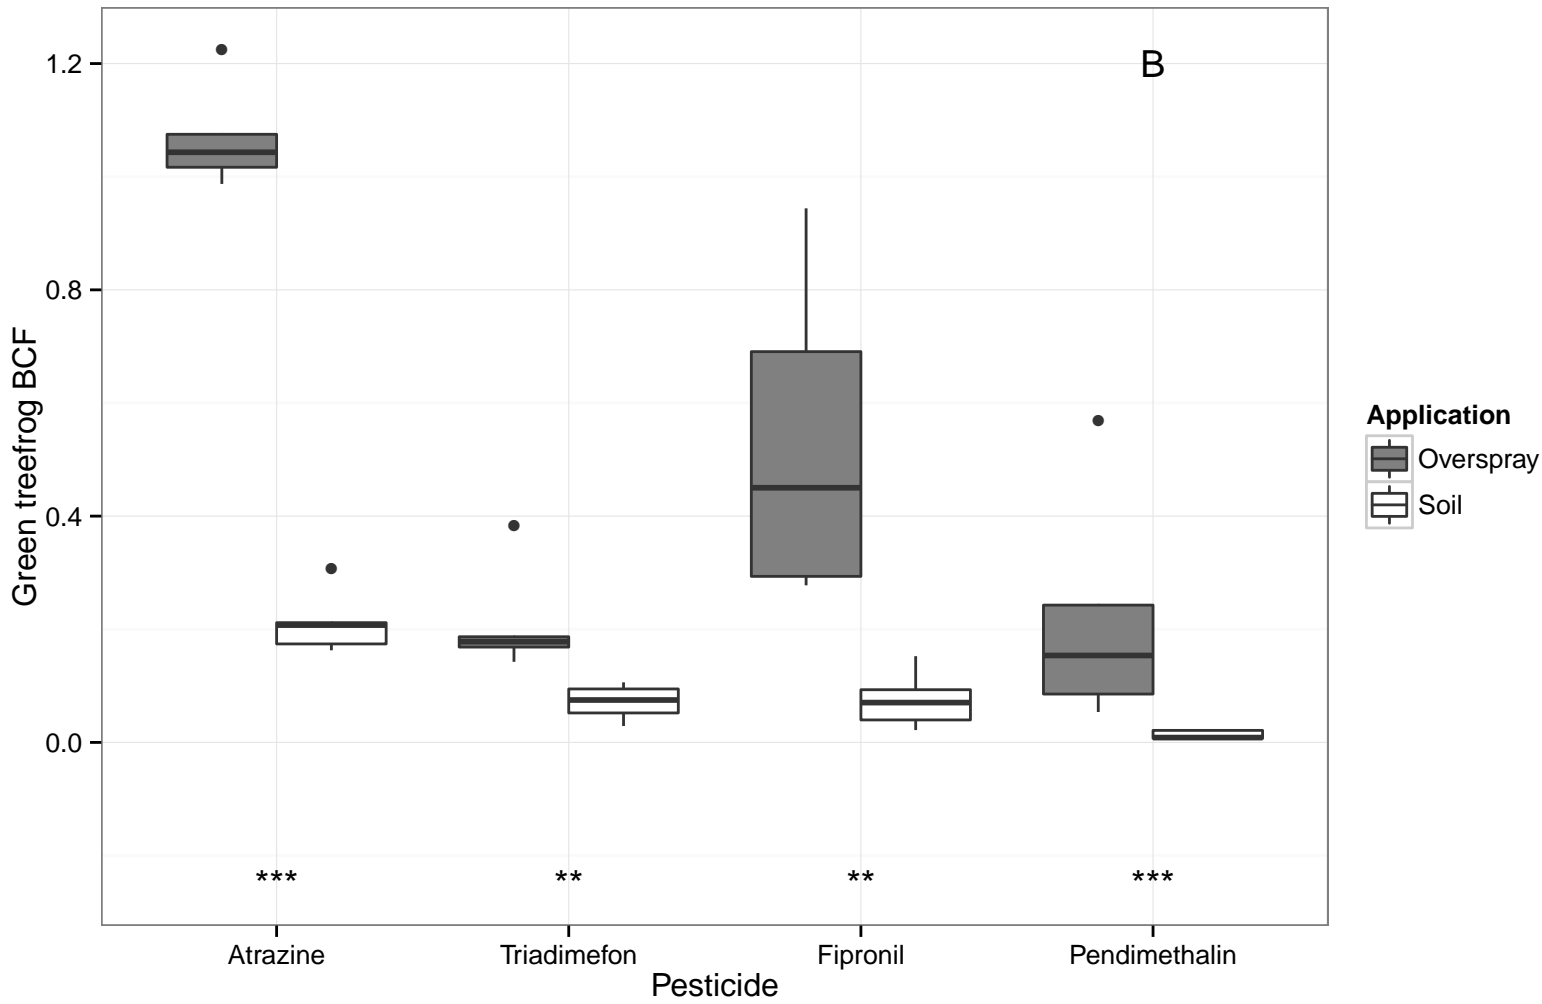 B
1.2
0.8
0.4
0.0
Green treefrog BCF
*** ** ** ***
Atrazine Triadimefon Fipronil Pendimethalin
Pesticide
Application
Overspray
Soil